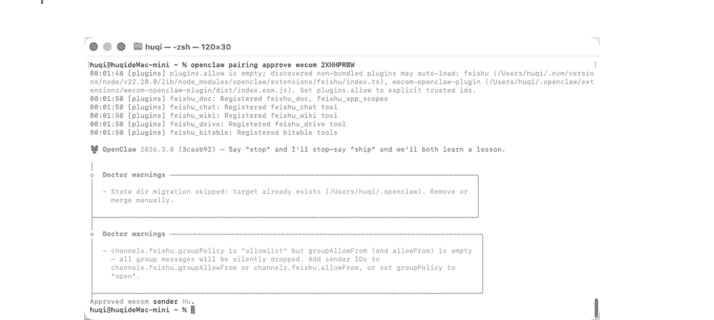 huqi — -zsh — 120×30
huqi@huqideMac-mini ~ % openclaw pairing approve wecom 2XHHPRBW
00:01:48 [plugins] plugins.allow is empty; discovered non-bundled plugins may auto-load: feishu (/Users/huqi/.nvm/versio
ns/node/v22.20.0/lib/node_modules/openclaw/extensions/feishu/index.ts), wecom-openclaw-plugin (/Users/huqi/.openclaw/ext
ensions/wecom-openclaw-plugin/dist/index.esm.js). Set plugins.allow to explicit trusted ids.
00:01:50 [plugins] feishu_doc: Registered feishu_doc, feishu_app_scopes
00:01:50 [plugins] feishu_chat: Registered feishu_chat tool
00:01:50 [plugins] feishu_wiki: Registered feishu_wiki tool
00:01:50 [plugins] feishu_drive: Registered feishu_drive tool
00:01:50 [plugins] feishu_bitable: Registered bitable tools
OpenClaw 2026.3.8 (3caab92) — Say "stop" and I'll stop—say "ship" and we'll both learn a lesson.
Doctor warnings
- State dir migration skipped: target already exists (/Users/huqi/.openclaw). Remove or
merge manually.
Doctor warnings
- channels.feishu.groupPolicy is "allowlist" but groupAllowFrom (and allowFrom) is empty
— all group messages will be silently dropped. Add sender IDs to
channels.feishu.groupAllowFrom or channels.feishu.allowFrom, or set groupPolicy to
"open".
Approved wecom sender Hu.
huqi@huqideMac-mini ~ %